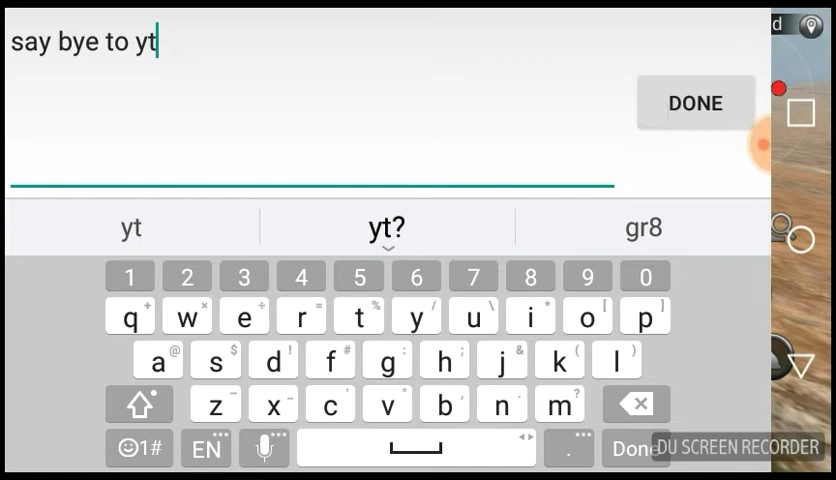 say bye to yt
d
DONE
yt yt? gr8
1 2 3 4 5 6 7 8 9 0
q + w × e ÷ r = t % y / u \ i * o [ p ]
a @ s $ d ! f # g : h ; j & k ( l )
z - x _ c ' v " b , n . m ?
1# EN . Done
DU SCREEN RECORDER